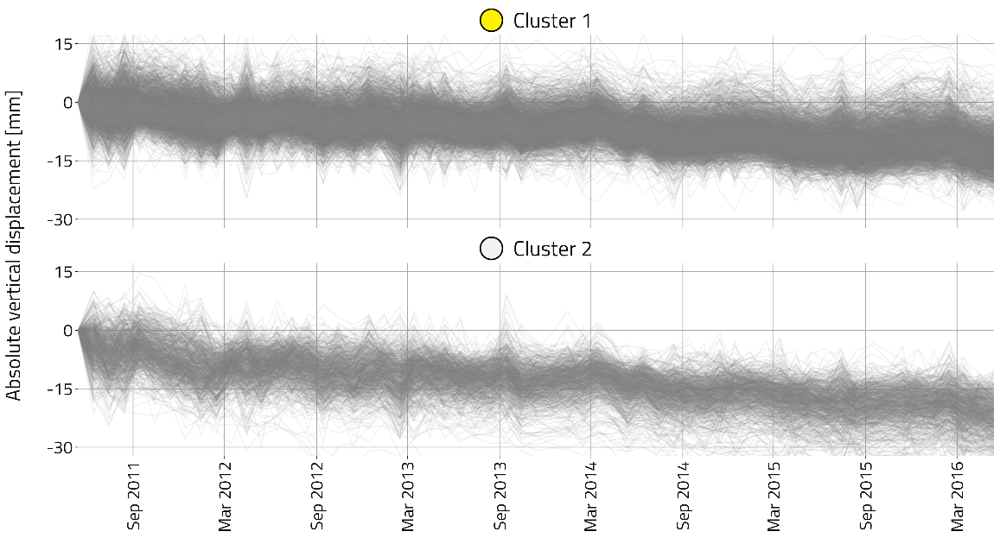 Cluster 1
Absolute vertical displacement [mm]
15
0
-15
-30
Cluster 2
15
0
-15
-30
Sep 2011
Mar 2012
Sep 2012
Mar 2013
Sep 2013
Mar 2014
Sep 2014
Mar 2015
Sep 2015
Mar 2016